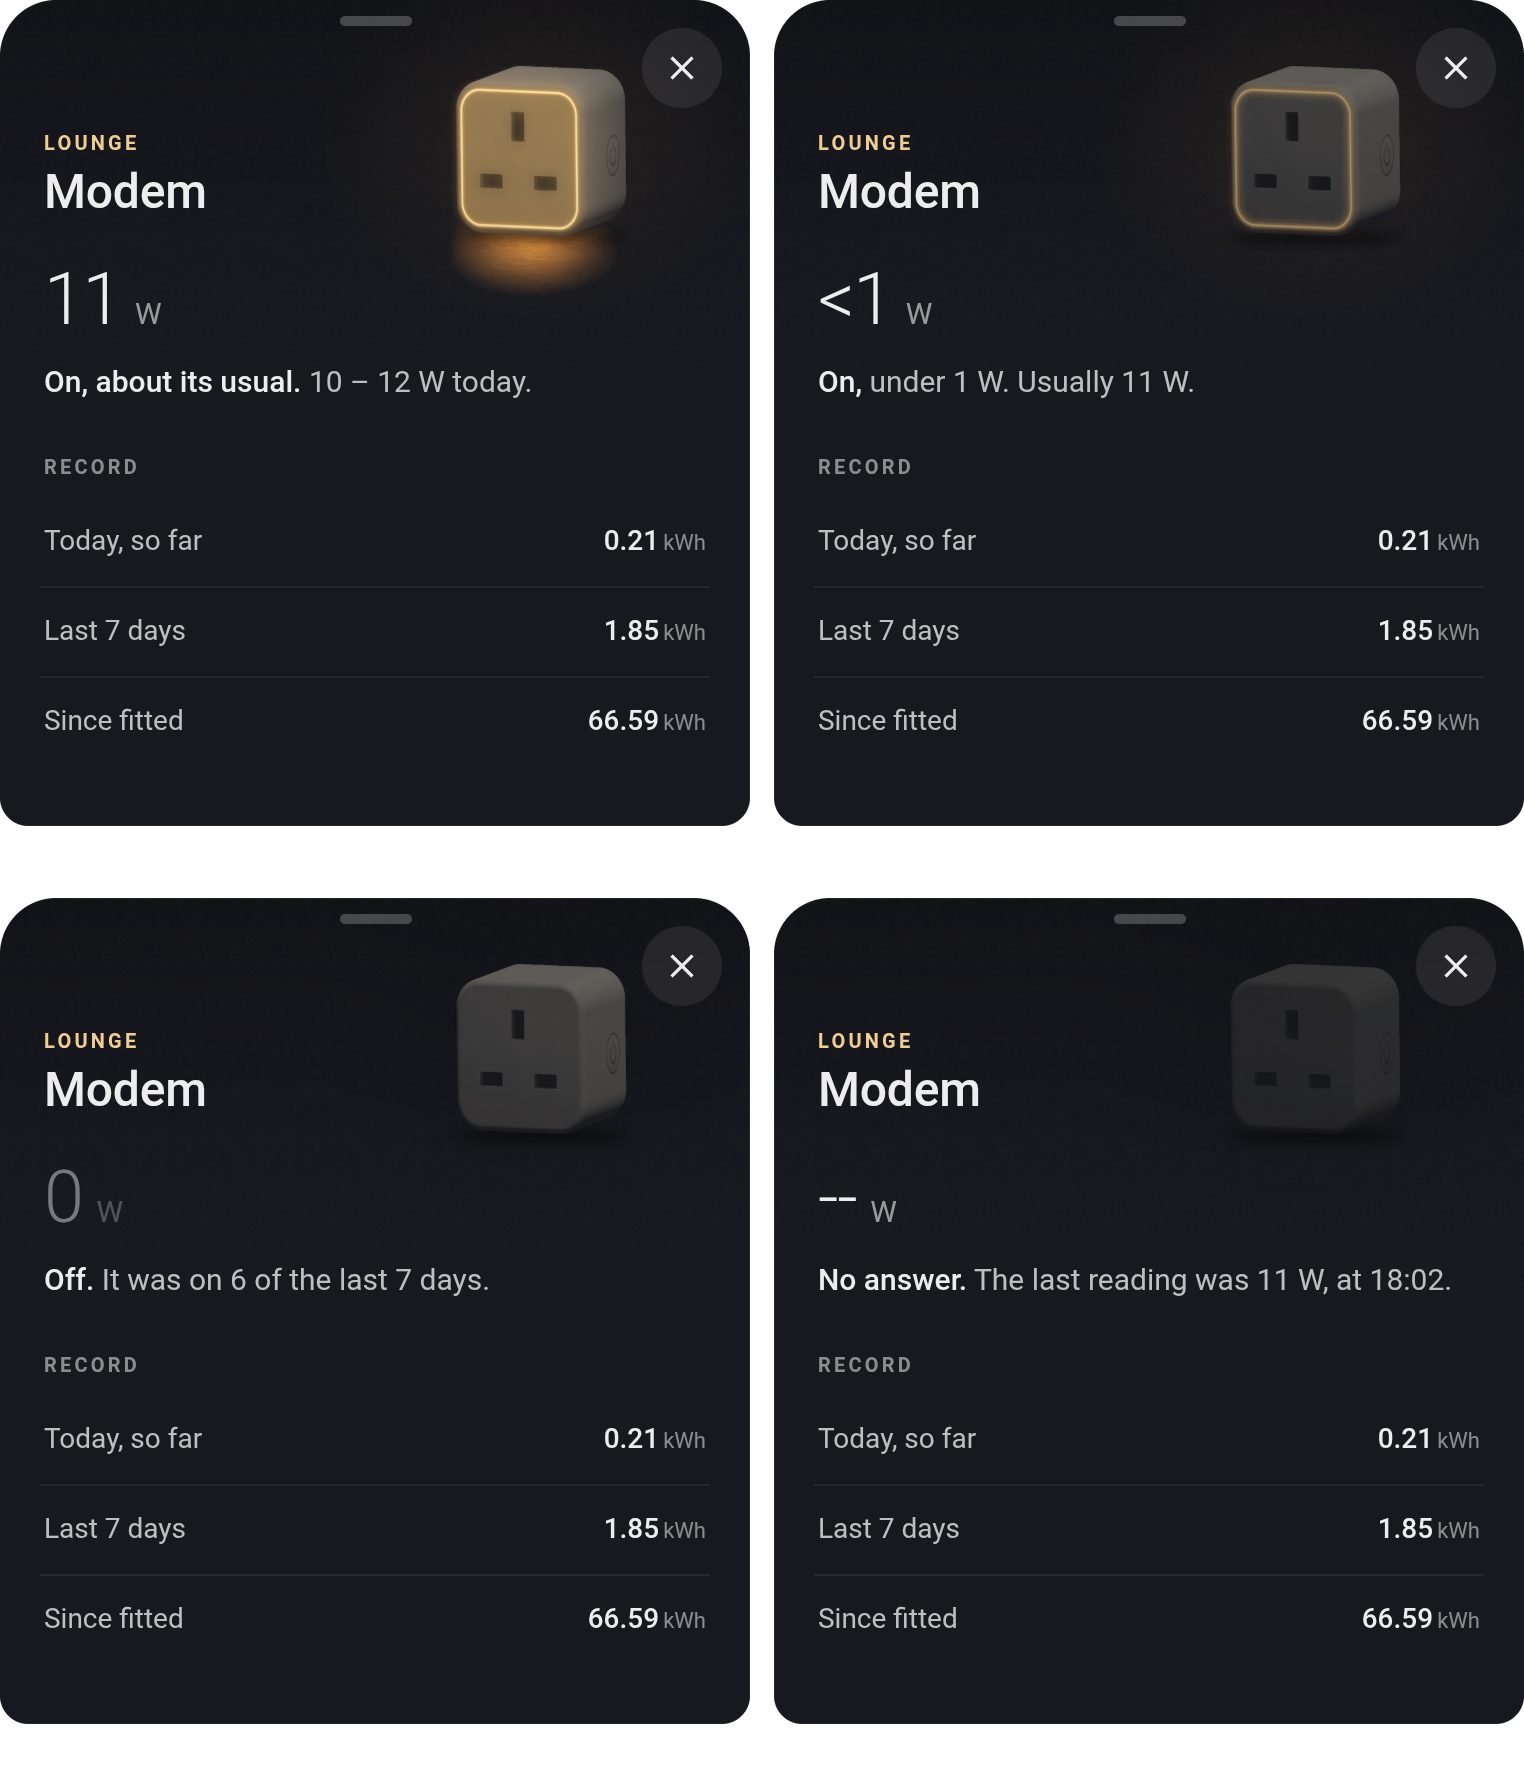 LOUNGE
Modem
11 W
On, about its usual. 10 – 12 W today.
RECORD
Today, so far 0.21 kWh
Last 7 days 1.85 kWh
Since fitted 66.59 kWh
LOUNGE
Modem
<1 W
On, under 1 W. Usually 11 W.
RECORD
Today, so far 0.21 kWh
Last 7 days 1.85 kWh
Since fitted 66.59 kWh
LOUNGE
Modem
0 W
Off. It was on 6 of the last 7 days.
RECORD
Today, so far 0.21 kWh
Last 7 days 1.85 kWh
Since fitted 66.59 kWh
LOUNGE
Modem
-- W
No answer. The last reading was 11 W, at 18:02.
RECORD
Today, so far 0.21 kWh
Last 7 days 1.85 kWh
Since fitted 66.59 kWh